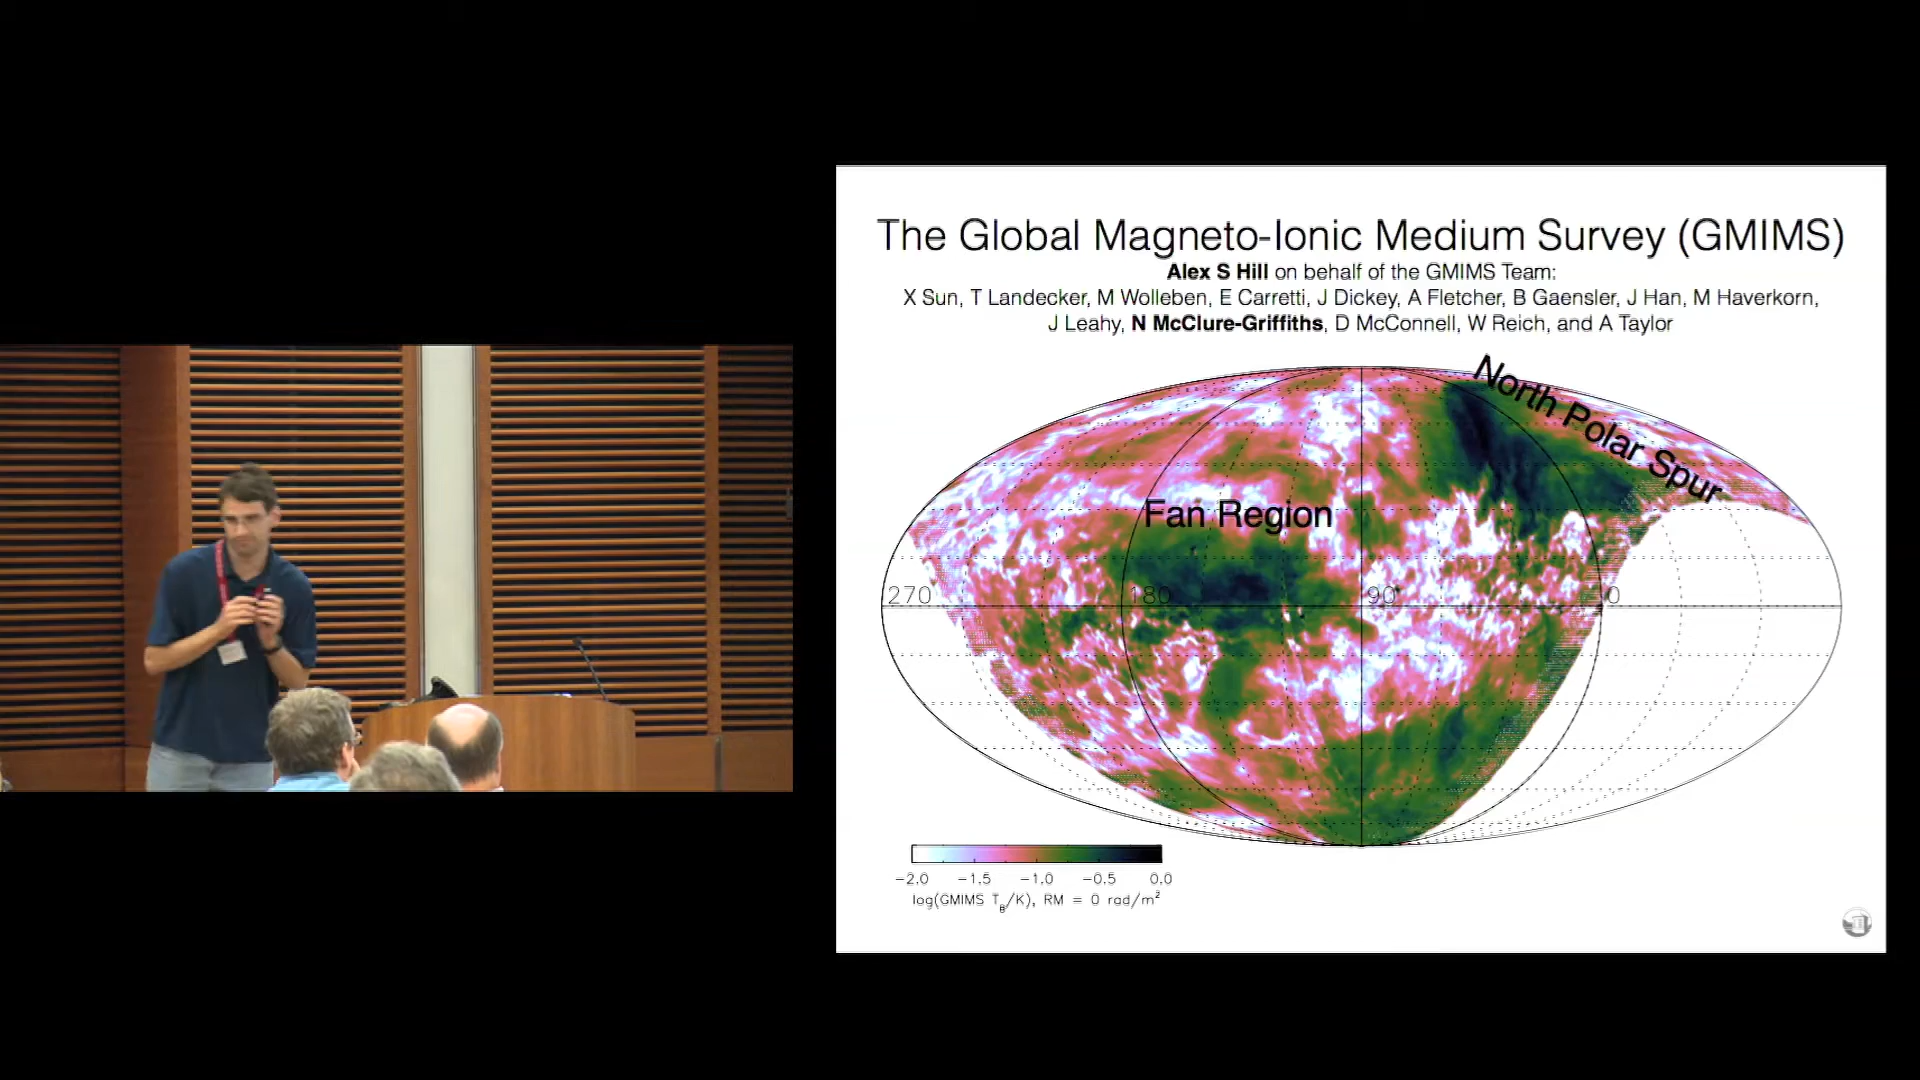 The Global Magneto-Ionic Medium Survey (GMIMS)
Alex S Hill on behalf of the GMIMS Team:
X Sun, T Landecker, M Wolleben, E Carretti, J Dickey, A Fletcher, B Gaensler, J Han, M Haverkorn,
J Leahy, N McClure-Griffiths, D McConnell, W Reich, and A Taylor
North Polar Spur
Fan Region
270 180 90 0
-2.0 -1.5 -1.0 -0.5 0.0
log(GMIMS T_B/K), RM = 0 rad/m²